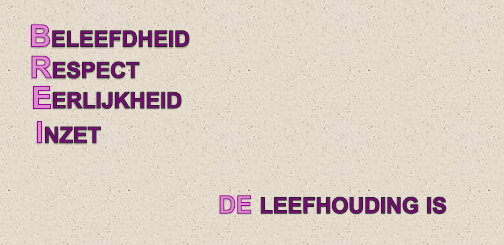 BELEEFDHEID
RESPECT
EERLIJKHEID
INZET
DE LEEFHOUDING IS